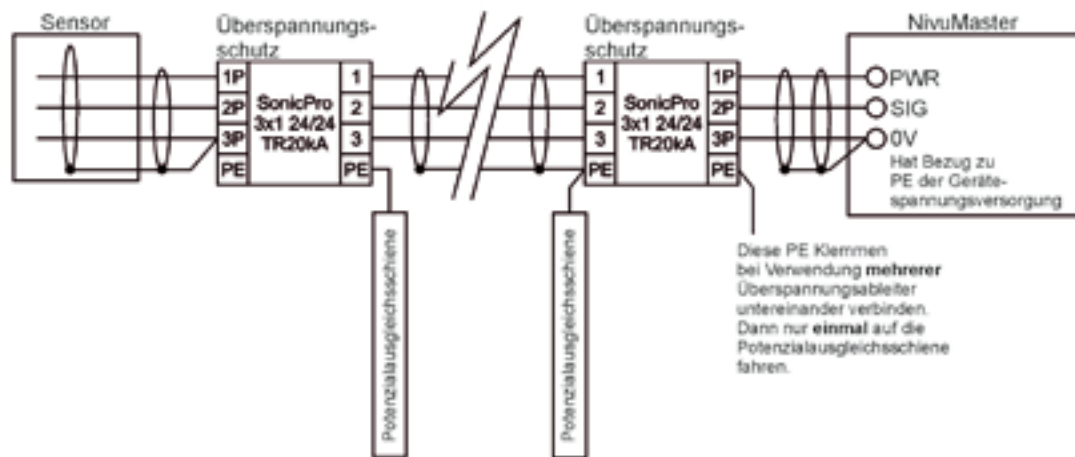 Sensor
Überspannungs-
schutz
1P
2P
3P
PE
SonicPro
3x1 24/24
TR20kA
1
2
3
PE
Potenzialausgleichsschiene
Überspannungs-
schutz
1
2
3
PE
SonicPro
3x1 24/24
TR20kA
1P
2P
3P
PE
Potenzialausgleichsschiene
NivuMaster
PWR
SIG
0V
Hat Bezug zu
PE der Geräte-
spannungsversorgung
Diese PE Klemmen
bei Verwendung mehrerer
Überspannungsableiter
untereinander verbinden.
Dann nur einmal auf die
Potenzialausgleichsschiene
fahren.